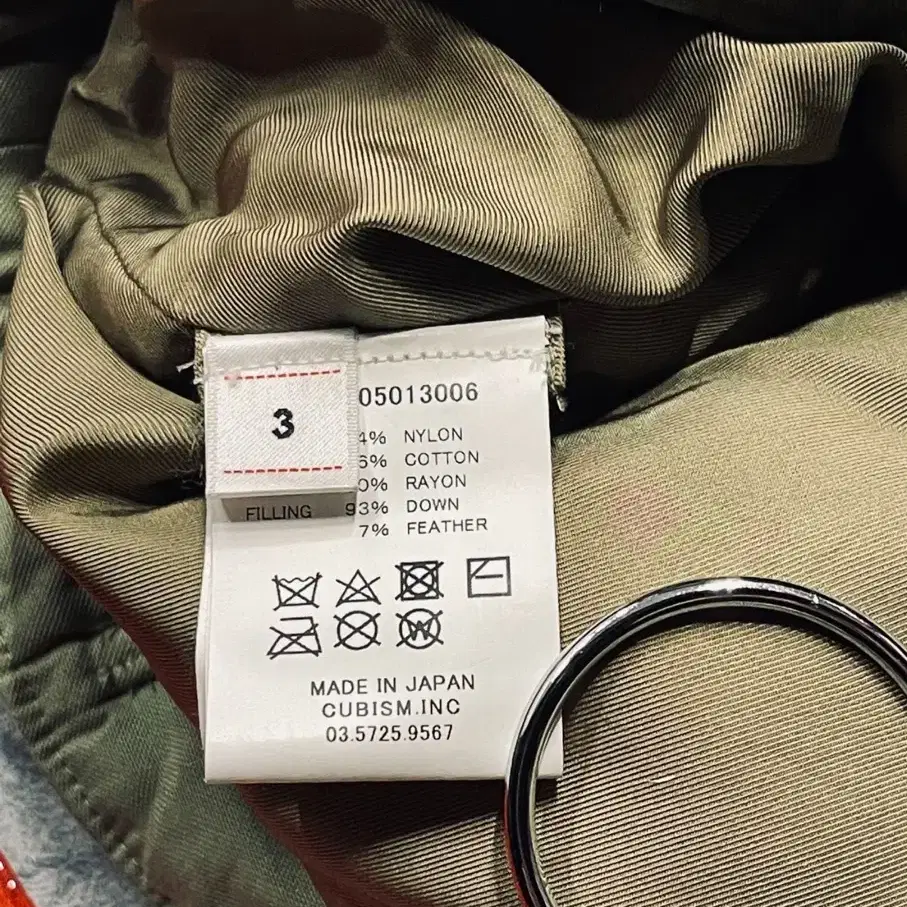 3
05013006
4% NYLON
6% COTTON
0% RAYON
FILLING 93% DOWN
7% FEATHER
W
MADE IN JAPAN
CUBISM.INC
03.5725.9567